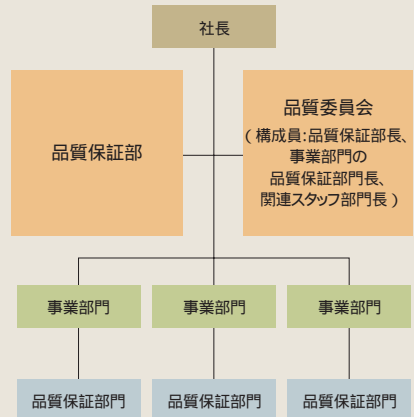 社長
品質保証部
品質委員会
(構成員:品質保証部長、
事業部門の
品質保証部門長、
関連スタッフ部門長)
事業部門
事業部門
事業部門
品質保証部門
品質保証部門
品質保証部門